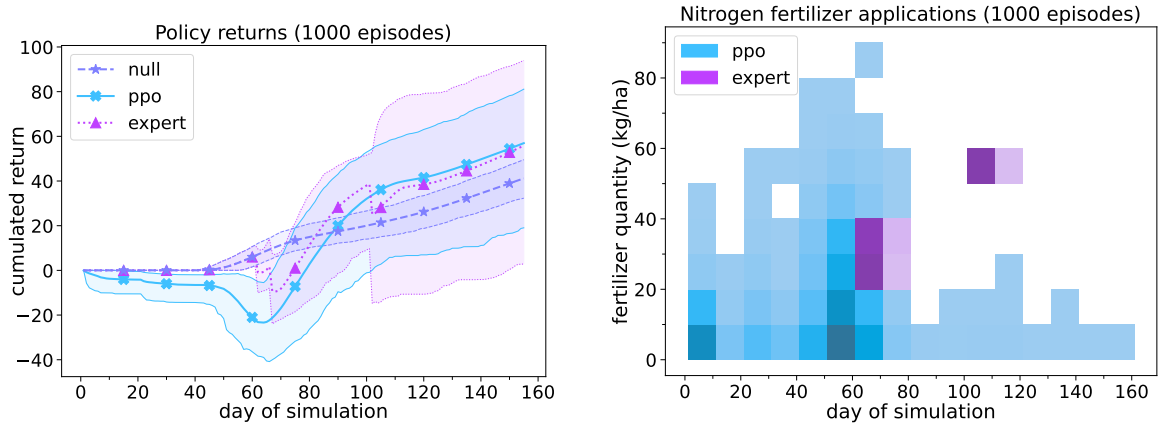 Policy returns (1000 episodes)
cumulated return
100
80
60
40
20
0
−20
−40
null
ppo
expert
0 20 40 60 80 100 120 140 160
day of simulation
Nitrogen fertilizer applications (1000 episodes)
fertilizer quantity (kg/ha)
80
60
40
20
0
ppo
expert
0 20 40 60 80 100 120 140 160
day of simulation